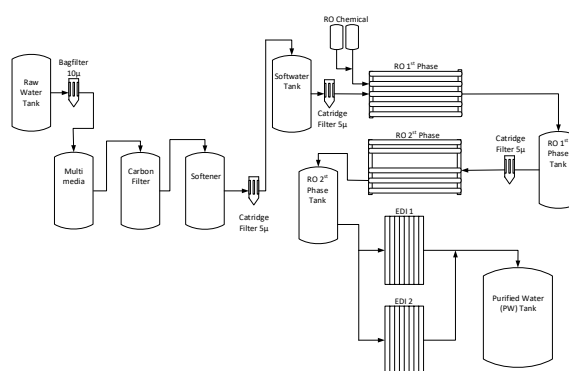 Raw
Water
Tank
Bagfilter
10μ
Multi
media
Carbon
Filter
Softener
Catridge
Filter 5μ
Softwater
Tank
RO Chemical
Catridge
Filter 5μ
RO 1st Phase
RO 1st
Phase
Tank
Catridge
Filter 5μ
RO 2st Phase
RO 2st
Phase
Tank
EDI 1
EDI 2
Purified Water
(PW) Tank